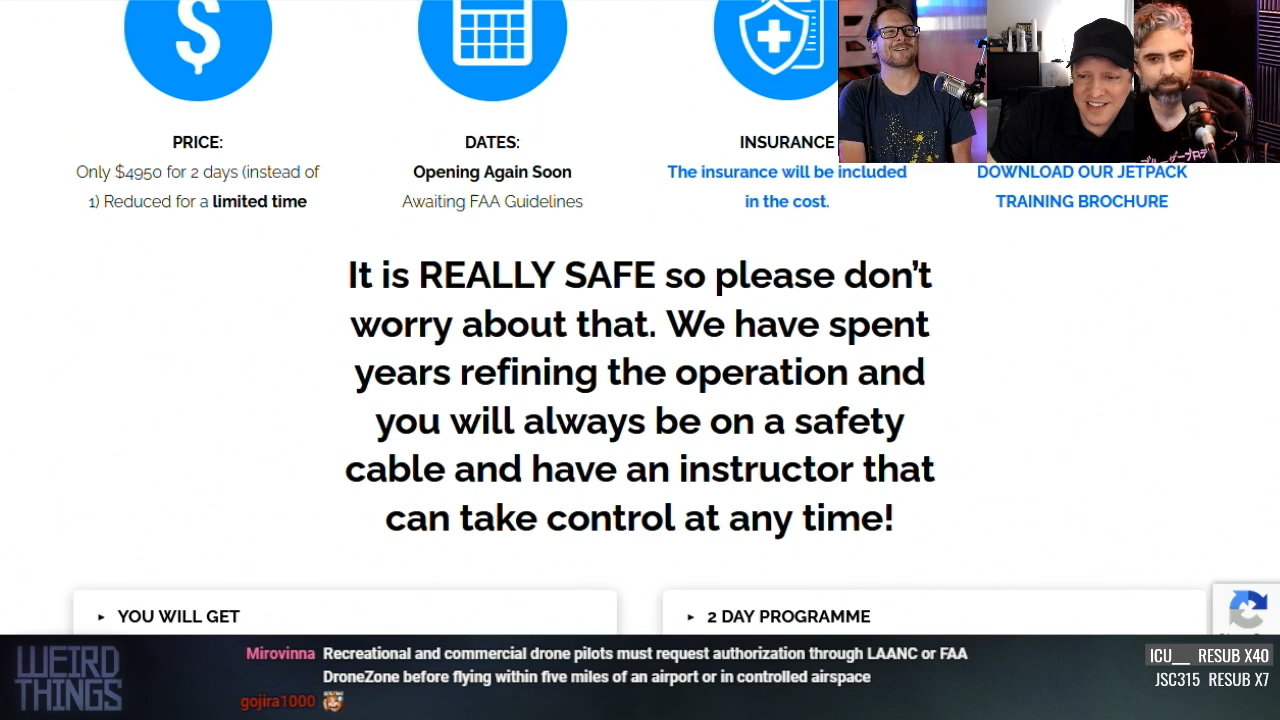 PRICE:
Only $4950 for 2 days (instead of
1) Reduced for a limited time
DATES:
Opening Again Soon
Awaiting FAA Guidelines
INSURANCE
The insurance will be included
in the cost.
DOWNLOAD OUR JETPACK
TRAINING BROCHURE
It is REALLY SAFE so please don’t
worry about that. We have spent
years refining the operation and
you will always be on a safety
cable and have an instructor that
can take control at any time!
▸ YOU WILL GET
▸ 2 DAY PROGRAMME
WEIRD
THINGS
Mirovinna Recreational and commercial drone pilots must request authorization through LAANC or FAA
DroneZone before flying within five miles of an airport or in controlled airspace
gojira1000
ICU__ RESUB X40
JSC315 RESUB X7